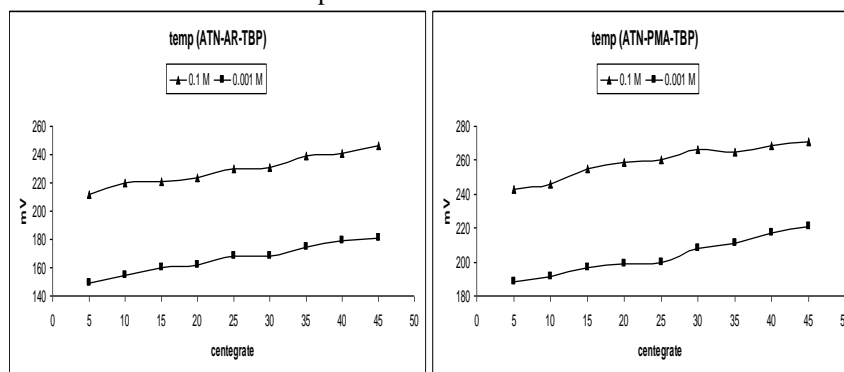 temp (ATN-AR-TBP)
0.1 M 0.001 M
260
240
220
200
180
160
140
mV
0 5 10 15 20 25 30 35 40 45 50
centegrate
temp (ATN-PMA-TBP)
0.1 M 0.001 M
280
260
240
220
200
180
mV
0 5 10 15 20 25 30 35 40 45
centegrate